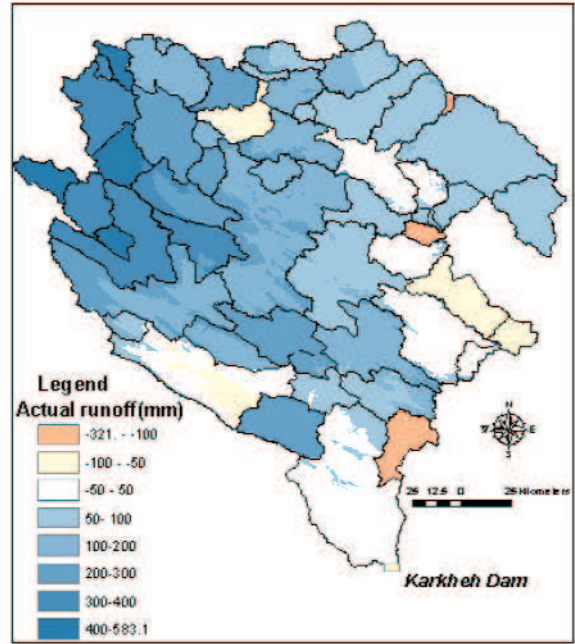 Legend
Actual runoff(mm)
-321. - -100
-100 - -50
-50 - 50
50- 100
100-200
200-300
300-400
400-583.1
N
W E
S
25 12.5 0 25 Kilometers
Karkheh Dam